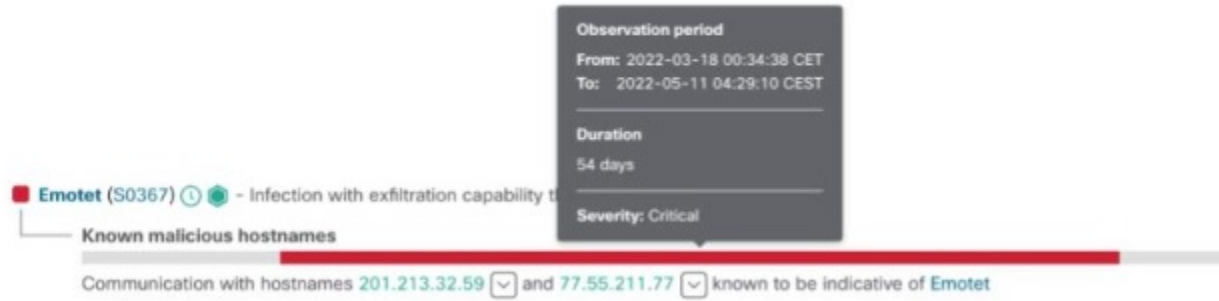 Observation period
From: 2022-03-18 00:34:38 CET
To: 2022-05-11 04:29:10 CEST
Duration
54 days
Severity: Critical
Emotet (S0367) - Infection with exfiltration capability
Known malicious hostnames
Communication with hostnames 201.213.32.59 and 77.55.211.77 known to be indicative of Emotet